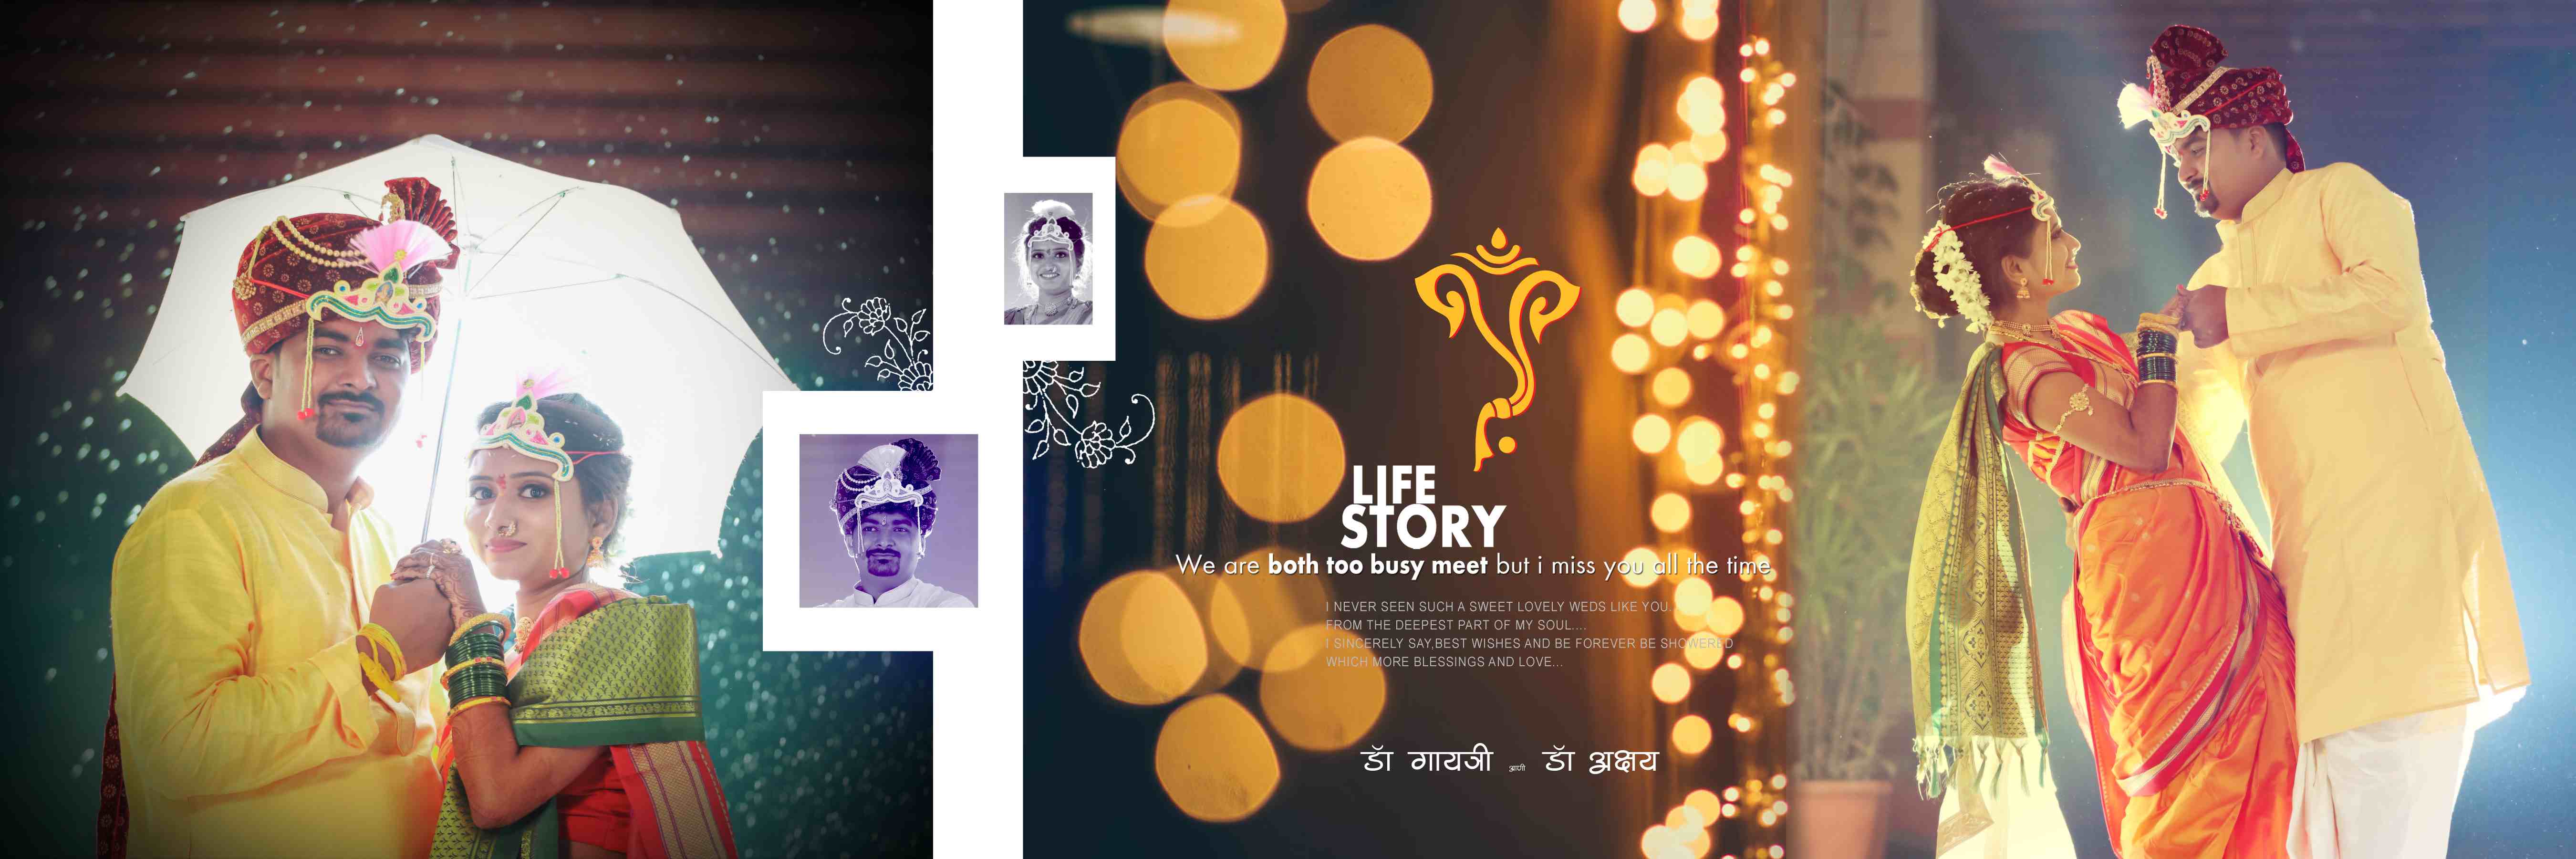 LIFE
STORY
We are both too busy meet but i miss you all the time
I NEVER SEEN SUCH A SWEET LOVELY WEDS LIKE YOU..
FROM THE DEEPEST PART OF MY SOUL....
I SINCERELY SAY,BEST WISHES AND BE FOREVER BE SHOWERED
WHICH MORE BLESSINGS AND LOVE...
डॉ गायत्री आणी डॉ अक्षय